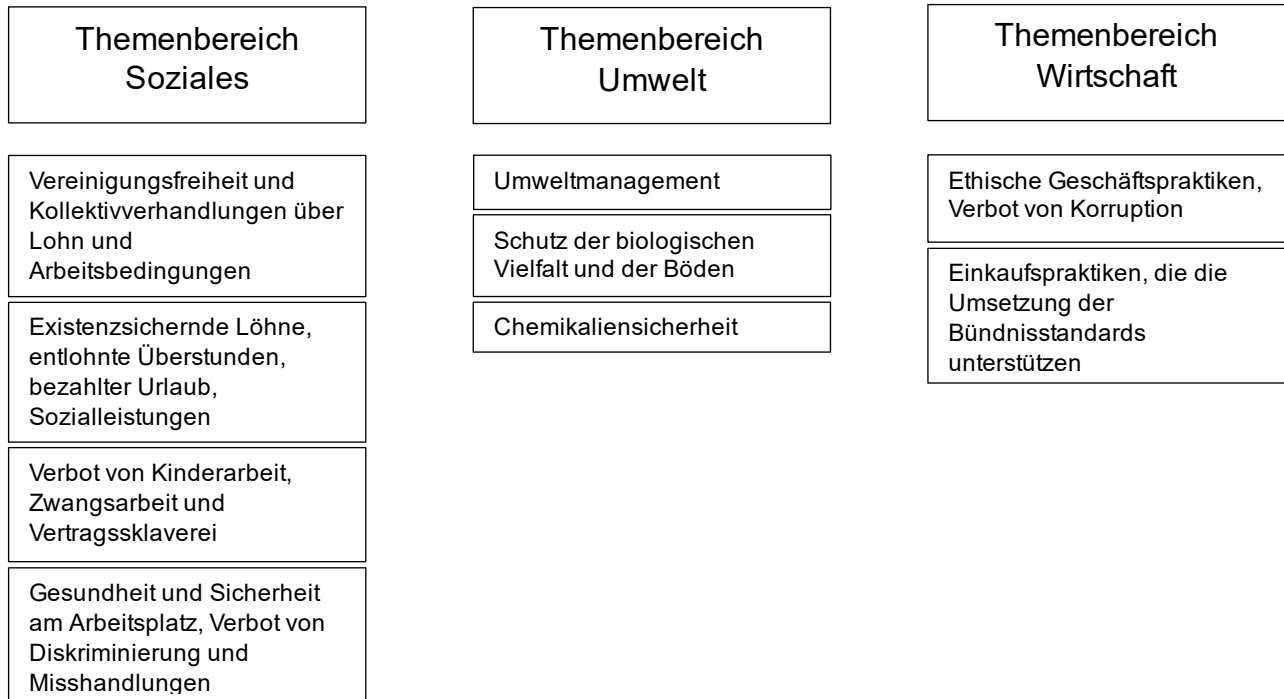 Themenbereich
Soziales
Vereinigungsfreiheit und
Kollektivverhandlungen über
Lohn und
Arbeitsbedingungen
Existenzsichernde Löhne,
entlohnte Überstunden,
bezahlter Urlaub,
Sozialleistungen
Verbot von Kinderarbeit,
Zwangsarbeit und
Vertragssklaverei
Gesundheit und Sicherheit
am Arbeitsplatz, Verbot von
Diskriminierung und
Misshandlungen
Themenbereich
Umwelt
Umweltmanagement
Schutz der biologischen
Vielfalt und der Böden
Chemikaliensicherheit
Themenbereich
Wirtschaft
Ethische Geschäftspraktiken,
Verbot von Korruption
Einkaufspraktiken, die die
Umsetzung der
Bündnisstandards
unterstützen